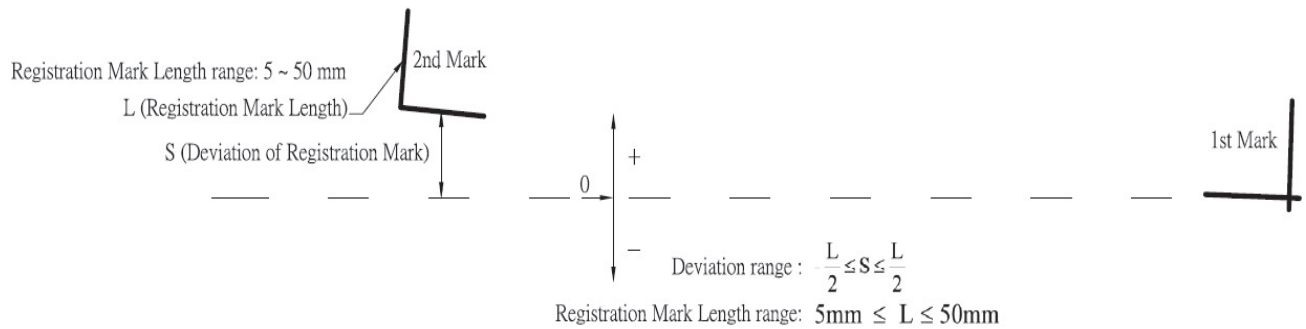 2nd Mark
Registration Mark Length range: 5 ~ 50 mm
L (Registration Mark Length)
S (Deviation of Registration Mark)
1st Mark
+
0
−
Deviation range : -L/2 ≤ S ≤ L/2
Registration Mark Length range: 5mm ≤ L ≤ 50mm